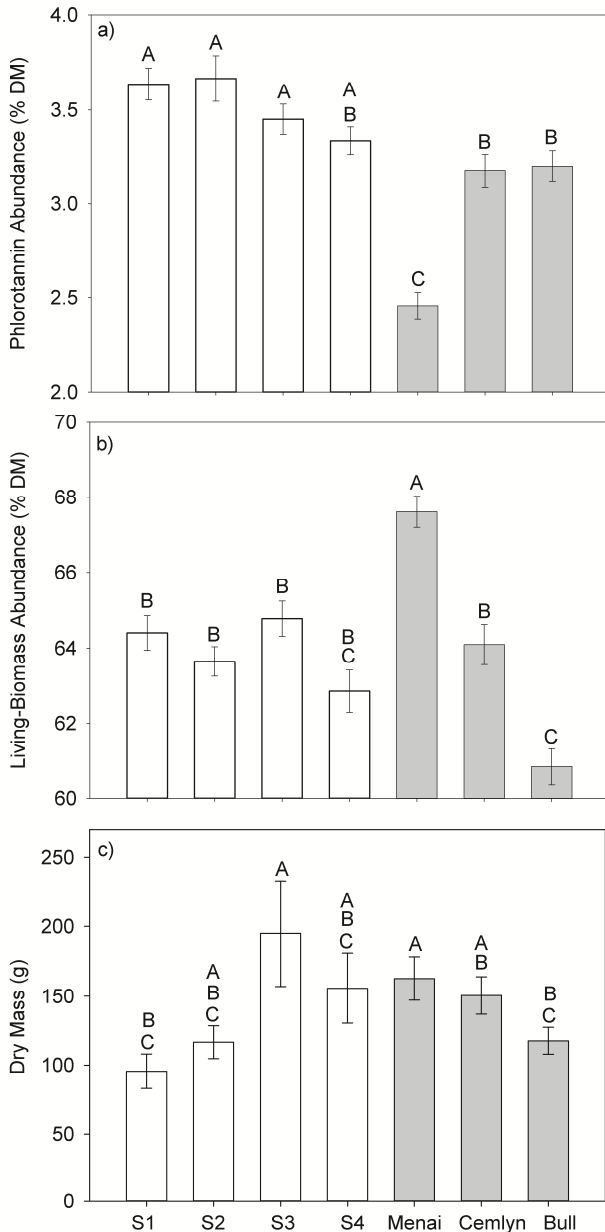 a)
4.0
3.5
3.0
2.5
2.0
Phlorotannin Abundance (% DM)
A
A
A
A
B
C
B
B
b)
70
68
66
64
62
60
Living-Biomass Abundance (% DM)
B
B
B
B
C
A
B
C
c)
250
200
150
100
50
0
Dry Mass (g)
B
C
A
B
C
A
A
B
C
A
A
B
B
C
S1 S2 S3 S4 Menai Cemlyn Bull